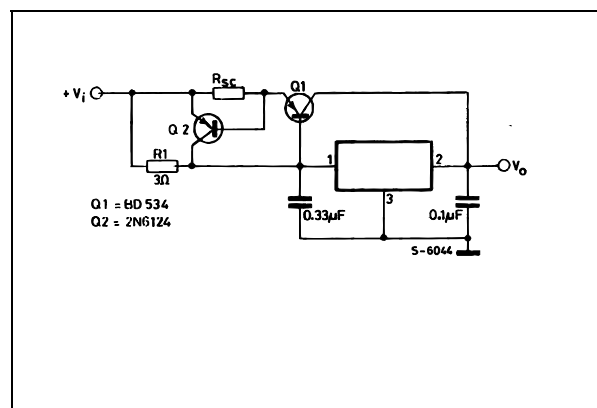 Rsc
Q1
+ Vi
Q 2
R1
3Ω
1
2
Vo
3
0.33µF
0.1µF
Q1 = BD 534
Q2 = 2N6124
S-6044